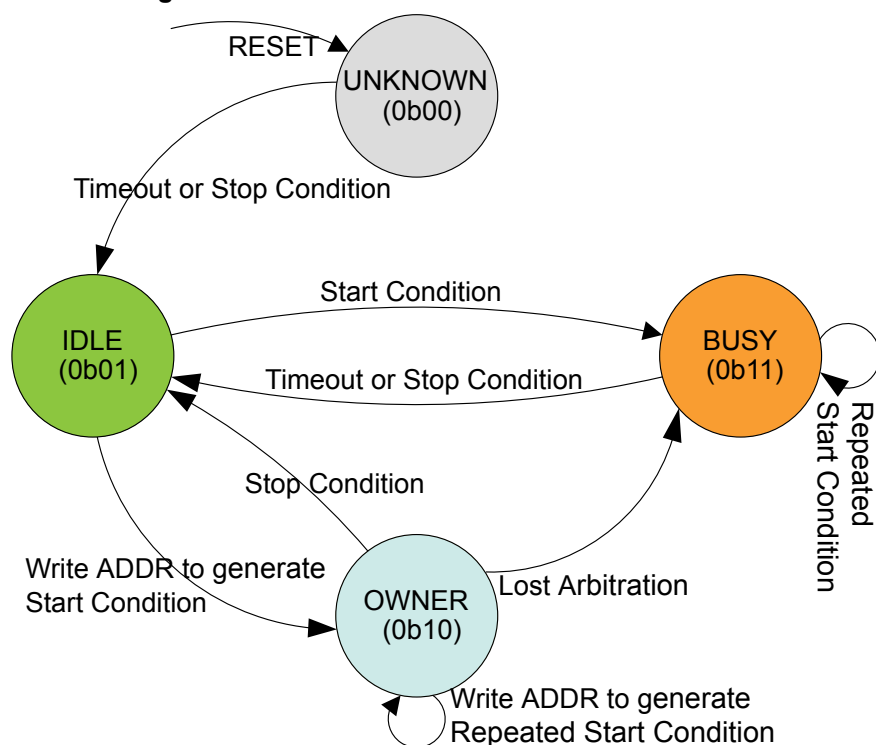 RESET
UNKNOWN
(0b00)
Timeout or Stop Condition
Start Condition
IDLE
(0b01)
BUSY
(0b11)
Timeout or Stop Condition
Repeated
Start Condition
Stop Condition
Write ADDR to generate
Start Condition
Lost Arbitration
OWNER
(0b10)
Write ADDR to generate
Repeated Start Condition